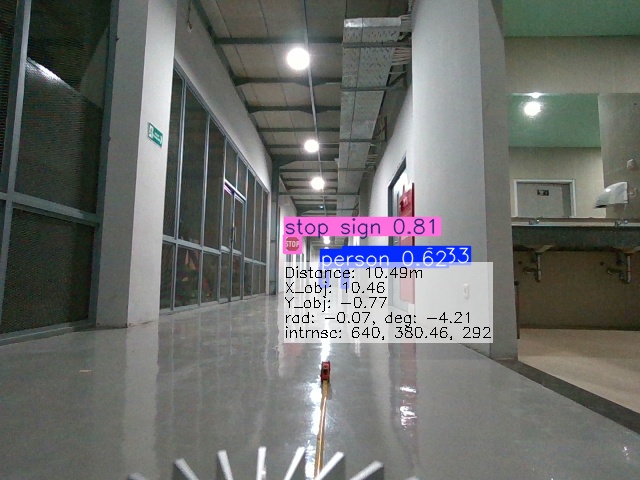 stop sign 0.81
STOP
person 0.6233
Distance: 10.49m
X_obj: 10.46
Y_obj: -0.77
rad: -0.07, deg: -4.21
intrnsc: 640, 380.46, 292